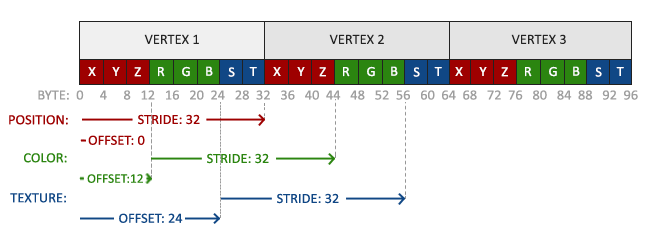 VERTEX 1 VERTEX 2 VERTEX 3
X Y Z R G B S T X Y Z R G B S T X Y Z R G B S T
BYTE: 0 4 8 12 16 20 24 28 32 36 40 44 48 52 56 60 64 68 72 76 80 84 88 92 96
POSITION: STRIDE: 32
OFFSET: 0
COLOR: STRIDE: 32
OFFSET:12
TEXTURE: STRIDE: 32
OFFSET: 24